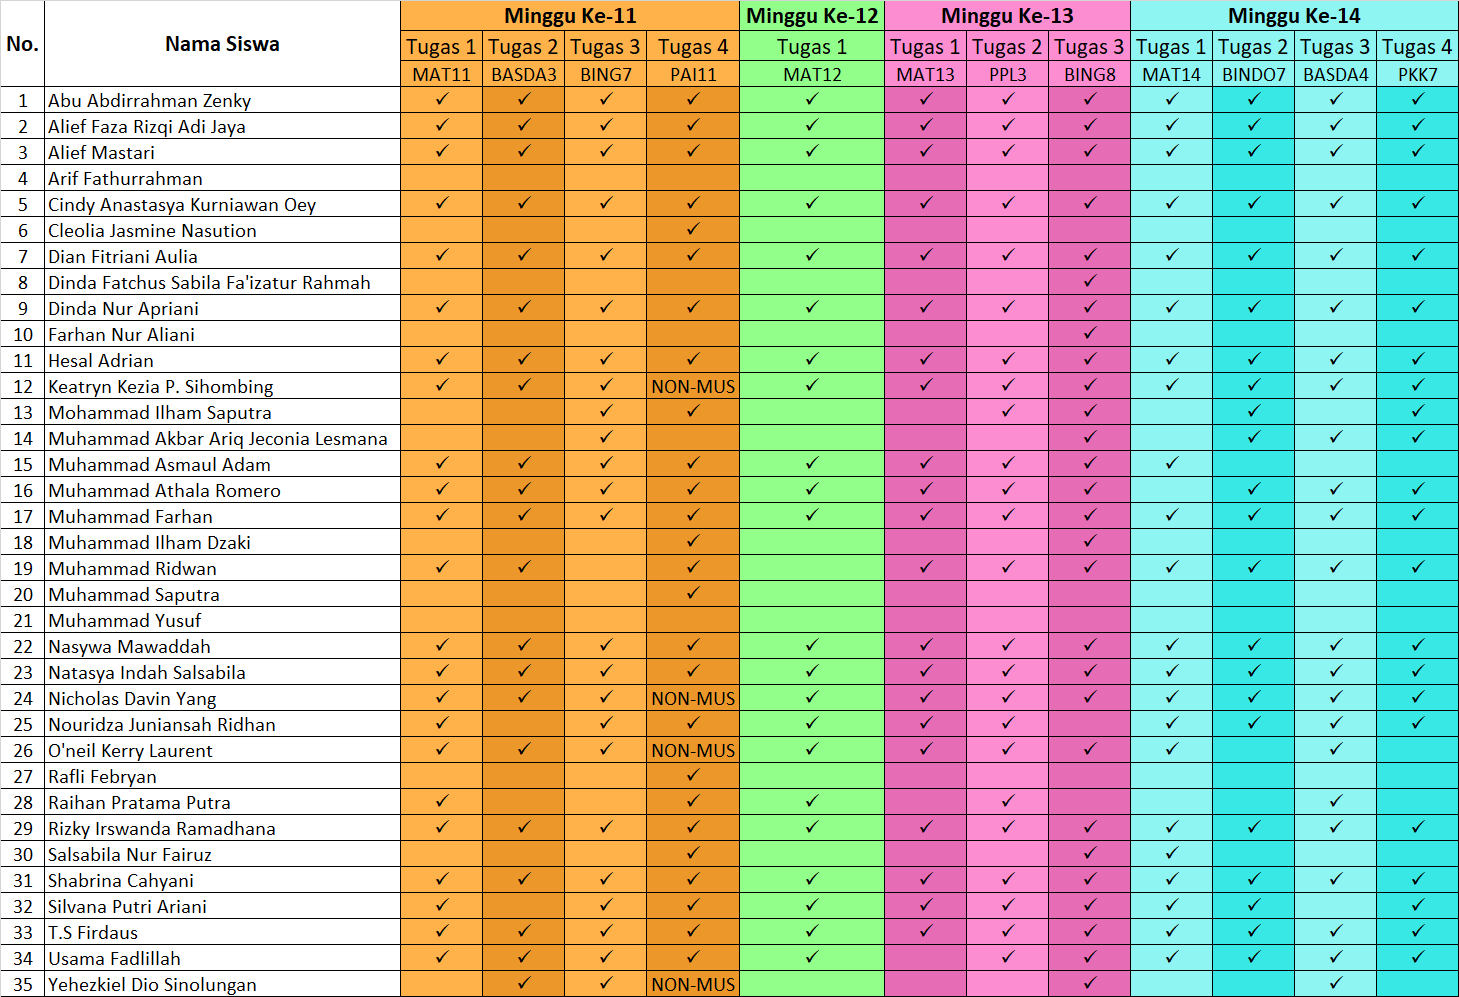 No. Nama Siswa Minggu Ke-11 Minggu Ke-12 Minggu Ke-13 Minggu Ke-14
Tugas 1 Tugas 2 Tugas 3 Tugas 4 Tugas 1 Tugas 1 Tugas 2 Tugas 3 Tugas 1 Tugas 2 Tugas 3 Tugas 4
MAT11 BASDA3 BING7 PAI11 MAT12 MAT13 PPL3 BING8 MAT14 BINDO7 BASDA4 PKK7
1 Abu Abdirrahman Zenky ✓ ✓ ✓ ✓ ✓ ✓ ✓ ✓ ✓ ✓ ✓ ✓
2 Alief Faza Rizqi Adi Jaya ✓ ✓ ✓ ✓ ✓ ✓ ✓ ✓ ✓ ✓ ✓ ✓
3 Alief Mastari ✓ ✓ ✓ ✓ ✓ ✓ ✓ ✓ ✓ ✓ ✓ ✓
4 Arif Fathurrahman
5 Cindy Anastasya Kurniawan Oey ✓ ✓ ✓ ✓ ✓ ✓ ✓ ✓ ✓ ✓ ✓ ✓
6 Cleolia Jasmine Nasution ✓
7 Dian Fitriani Aulia ✓ ✓ ✓ ✓ ✓ ✓ ✓ ✓ ✓ ✓ ✓ ✓
8 Dinda Fatchus Sabila Fa'izatur Rahmah ✓
9 Dinda Nur Apriani ✓ ✓ ✓ ✓ ✓ ✓ ✓ ✓ ✓ ✓ ✓ ✓
10 Farhan Nur Aliani ✓
11 Hesal Adrian ✓ ✓ ✓ ✓ ✓ ✓ ✓ ✓ ✓ ✓ ✓ ✓
12 Keatryn Kezia P. Sihombing ✓ ✓ ✓ NON-MUS ✓ ✓ ✓ ✓ ✓ ✓ ✓ ✓
13 Mohammad Ilham Saputra ✓ ✓ ✓ ✓ ✓ ✓
14 Muhammad Akbar Ariq Jeconia Lesmana ✓ ✓ ✓ ✓ ✓
15 Muhammad Asmaul Adam ✓ ✓ ✓ ✓ ✓ ✓ ✓ ✓ ✓
16 Muhammad Athala Romero ✓ ✓ ✓ ✓ ✓ ✓ ✓ ✓ ✓ ✓ ✓
17 Muhammad Farhan ✓ ✓ ✓ ✓ ✓ ✓ ✓ ✓ ✓ ✓ ✓ ✓
18 Muhammad Ilham Dzaki ✓ ✓
19 Muhammad Ridwan ✓ ✓ ✓ ✓ ✓ ✓ ✓ ✓ ✓ ✓
20 Muhammad Saputra ✓
21 Muhammad Yusuf
22 Nasywa Mawaddah ✓ ✓ ✓ ✓ ✓ ✓ ✓ ✓ ✓ ✓ ✓ ✓
23 Natasya Indah Salsabila ✓ ✓ ✓ ✓ ✓ ✓ ✓ ✓ ✓ ✓ ✓ ✓
24 Nicholas Davin Yang ✓ ✓ ✓ NON-MUS ✓ ✓ ✓ ✓ ✓ ✓ ✓ ✓
25 Nouridza Juniansah Ridhan ✓ ✓ ✓ ✓ ✓ ✓ ✓ ✓ ✓ ✓
26 O'neil Kerry Laurent ✓ ✓ ✓ NON-MUS ✓ ✓ ✓ ✓ ✓ ✓
27 Rafli Febryan ✓
28 Raihan Pratama Putra ✓ ✓ ✓ ✓ ✓
29 Rizky Irswanda Ramadhana ✓ ✓ ✓ ✓ ✓ ✓ ✓ ✓ ✓ ✓ ✓ ✓
30 Salsabila Nur Fairuz ✓ ✓ ✓
31 Shabrina Cahyani ✓ ✓ ✓ ✓ ✓ ✓ ✓ ✓ ✓ ✓ ✓ ✓
32 Silvana Putri Ariani ✓ ✓ ✓ ✓ ✓ ✓ ✓ ✓ ✓ ✓
33 T.S Firdaus ✓ ✓ ✓ ✓ ✓ ✓ ✓ ✓ ✓ ✓ ✓ ✓
34 Usama Fadlillah ✓ ✓ ✓ ✓ ✓ ✓ ✓ ✓ ✓ ✓ ✓
35 Yehezkiel Dio Sinolungan ✓ ✓ NON-MUS ✓ ✓